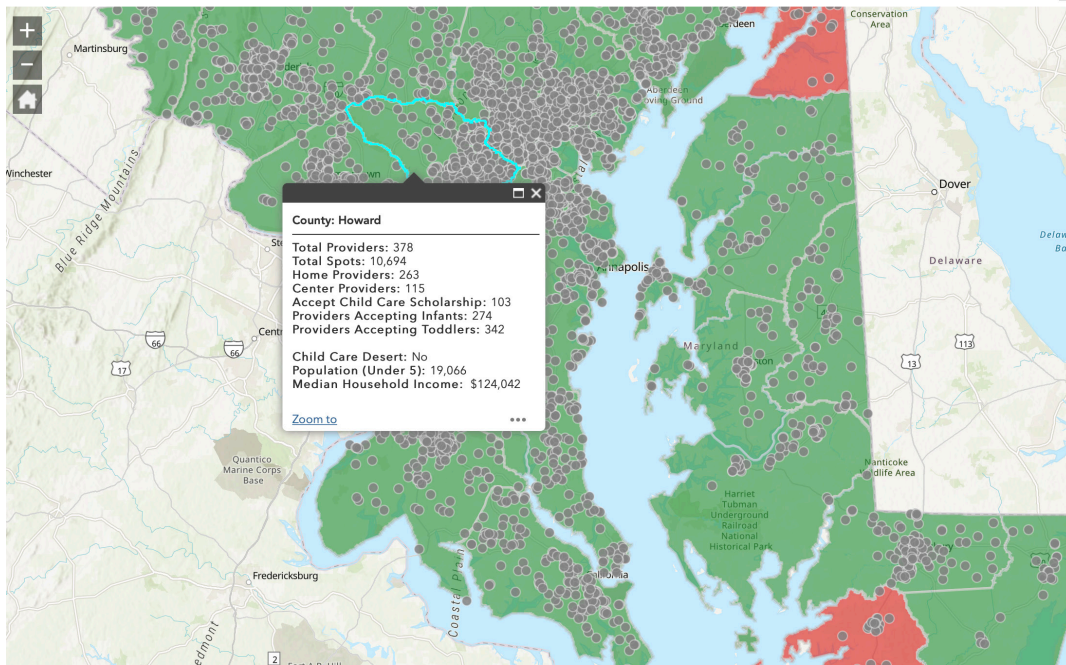 +
−
Martinsburg
Winchester
Blue Ridge Mountains
Conservation
Area
Aberdeen
Proving Ground
County: Howard
Total Providers: 378
Total Spots: 10,694
Home Providers: 263
Center Providers: 115
Accept Child Care Scholarship: 103
Providers Accepting Infants: 274
Providers Accepting Toddlers: 342
Child Care Desert: No
Population (Under 5): 19,066
Median Household Income: $124,042
Zoom to
Annapolis
Dover
Delaware
Maryland
66
66
17
13
113
Quantico
Marine Corps
Base
Nanticoke
Wildlife Area
Harriet
Tubman
Underground
Railroad
National
Historical Park
Fredericksburg
Coastal Plain
2